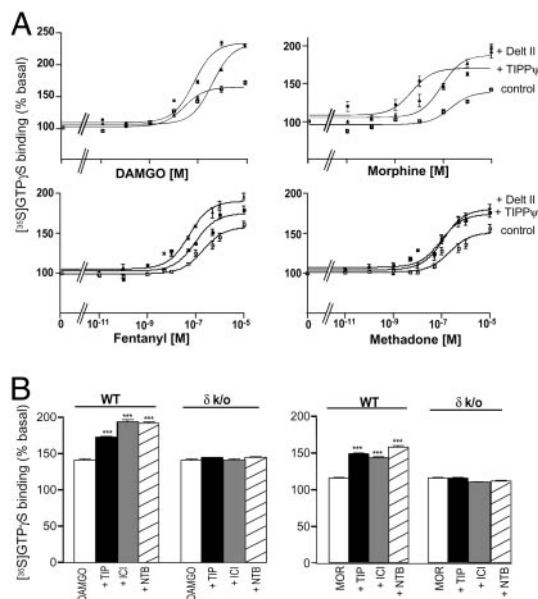 A
[³⁵S]GTPγS binding (% basal)
200
150
100
DAMGO [M]
200
150
100
Morphine [M]
+ Delt II
+ TIPPψ
control
200
150
100
0 10⁻¹¹ 10⁻⁹ 10⁻⁷ 10⁻⁵
Fentanyl [M]
200
150
100
0 10⁻¹¹ 10⁻⁹ 10⁻⁷ 10⁻⁵
Methadone [M]
+ Delt II
+ TIPPψ
control
B
[³⁵S]GTPγS binding (% basal)
WT
δ k/o
200
150
100
50
0
*** *** ***
DAMGO
+ TIP
+ ICI
+ NTB
DAMGO
+ TIP
+ ICI
+ NTB
WT
δ k/o
200
150
100
50
0
*** *** ***
MOR
+ TIP
+ ICI
+ NTB
MOR
+ TIP
+ ICI
+ NTB